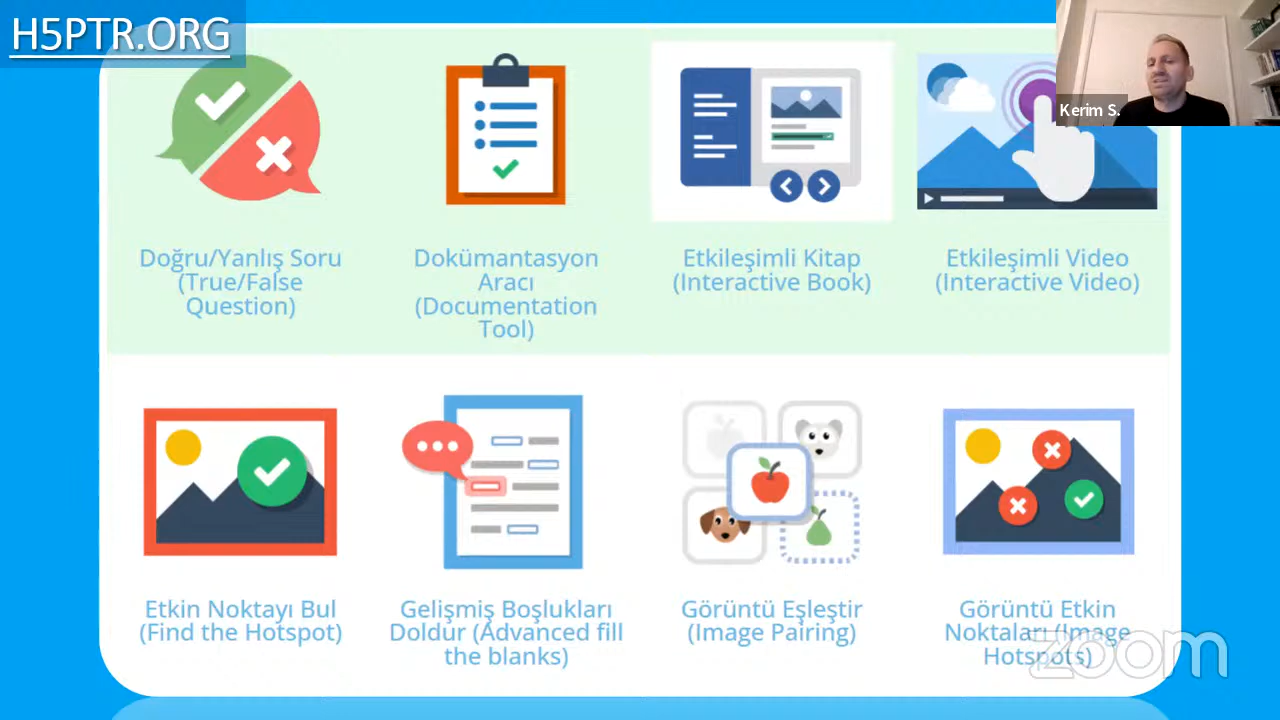 H5PTR.ORG
Kerim S.
Doğru/Yanlış Soru
(True/False
Question)
Dokümantasyon
Aracı
(Documentation
Tool)
Etkileşimli Kitap
(Interactive Book)
Etkileşimli Video
(Interactive Video)
Etkin Noktayı Bul
(Find the Hotspot)
Gelişmiş Boşlukları
Doldur (Advanced fill
the blanks)
Görüntü Eşleştir
(Image Pairing)
Görüntü Etkin
Noktaları (Image
Hotspots)
zoom